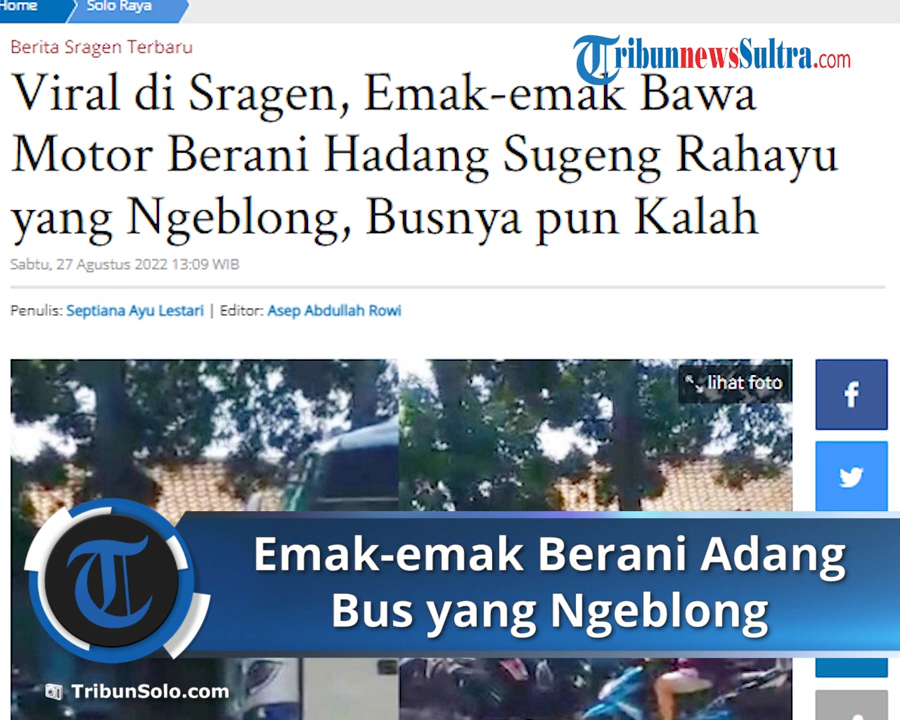 Home
Solo Raya
Berita Sragen Terbaru
TribunnewsSultra.com
Viral di Sragen, Emak-emak Bawa
Motor Berani Hadang Sugeng Rahayu
yang Ngeblong, Busnya pun Kalah
Sabtu, 27 Agustus 2022 13:09 WIB
Penulis: Septiana Ayu Lestari | Editor: Asep Abdullah Rowi
lihat foto
f
T
Emak-emak Berani Adang
Bus yang Ngeblong
TribunSolo.com